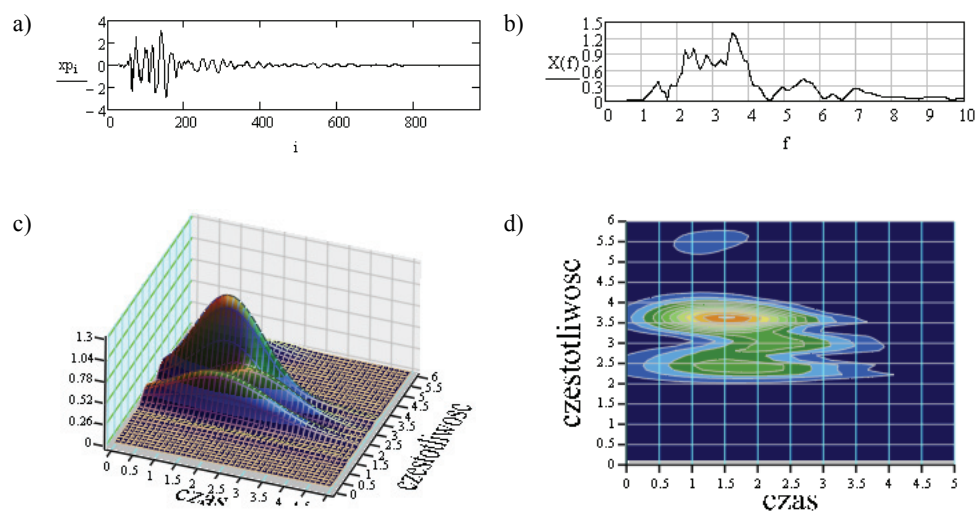 a)
4
2
0
− 2
− 4
xp i
0 200 400 600 800
i
b)
1.5
1.2
0.9
0.6
0.3
0
X(f)
0 1 2 3 4 5 6 7 8 9 10
f
c)
1.3
1.04
0.78
0.52
0.26
0
0 0.5 1 1.5 2 2.5 3 3.5 4 4.5
czas
0 0.5 1 1.5 2 2.5 3 3.5 4 4.5 5 5.5 6
czestotliwosc
d)
6
5.5
5
4.5
4
3.5
3
2.5
2
1.5
1
0.5
0
czestotliwosc
0 0.5 1 1.5 2 2.5 3 3.5 4 4.5 5
czas